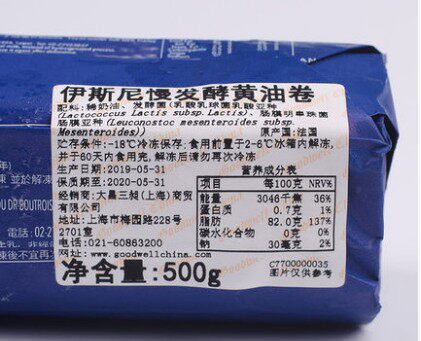 伊斯尼慢发酵黄油卷
配料:稀奶油、发酵菌(乳酸乳球菌乳酸亚种
(Lactococcus Lactis subsp.Lactis)、肠膜明串珠菌
肠膜亚种(Leuconostoc mesenteroides subsp.
Mesenteroides))
原产国:法国
贮存条件:-18℃冷冻保存;食用前置于2-6℃冰箱内解冻,
并于60天内食用完,解冻后请勿再次冷冻
生产日期:2019-05-31
保质日期:2020-05-31
经销商:大昌三昶(上海)商贸
有限公司
地址:上海市梅园路228号
2701室
电话:021-60863200
www.goodwellchina.com
营养成分表
项目 每100克 NRV%
能量 3046千焦 36%
蛋白质 0.7克 1%
脂肪 82.0克 137%
碳水化合物 0克 0%
钠 30毫克 2%
净含量:500g
C7700000035
图片仅供参考
DU DR BOUTROIS
電話:02-2